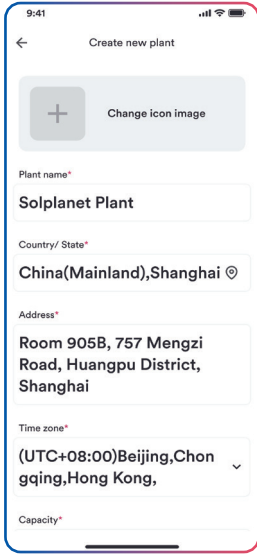 9:41
Create new plant
Change icon image
Plant name*
Solplanet Plant
Country/ State*
China(Mainland),Shanghai
Address*
Room 905B, 757 Mengzi
Road, Huangpu District,
Shanghai
Time zone*
(UTC+08:00)Beijing,Chon
gqing,Hong Kong,
Capacity*